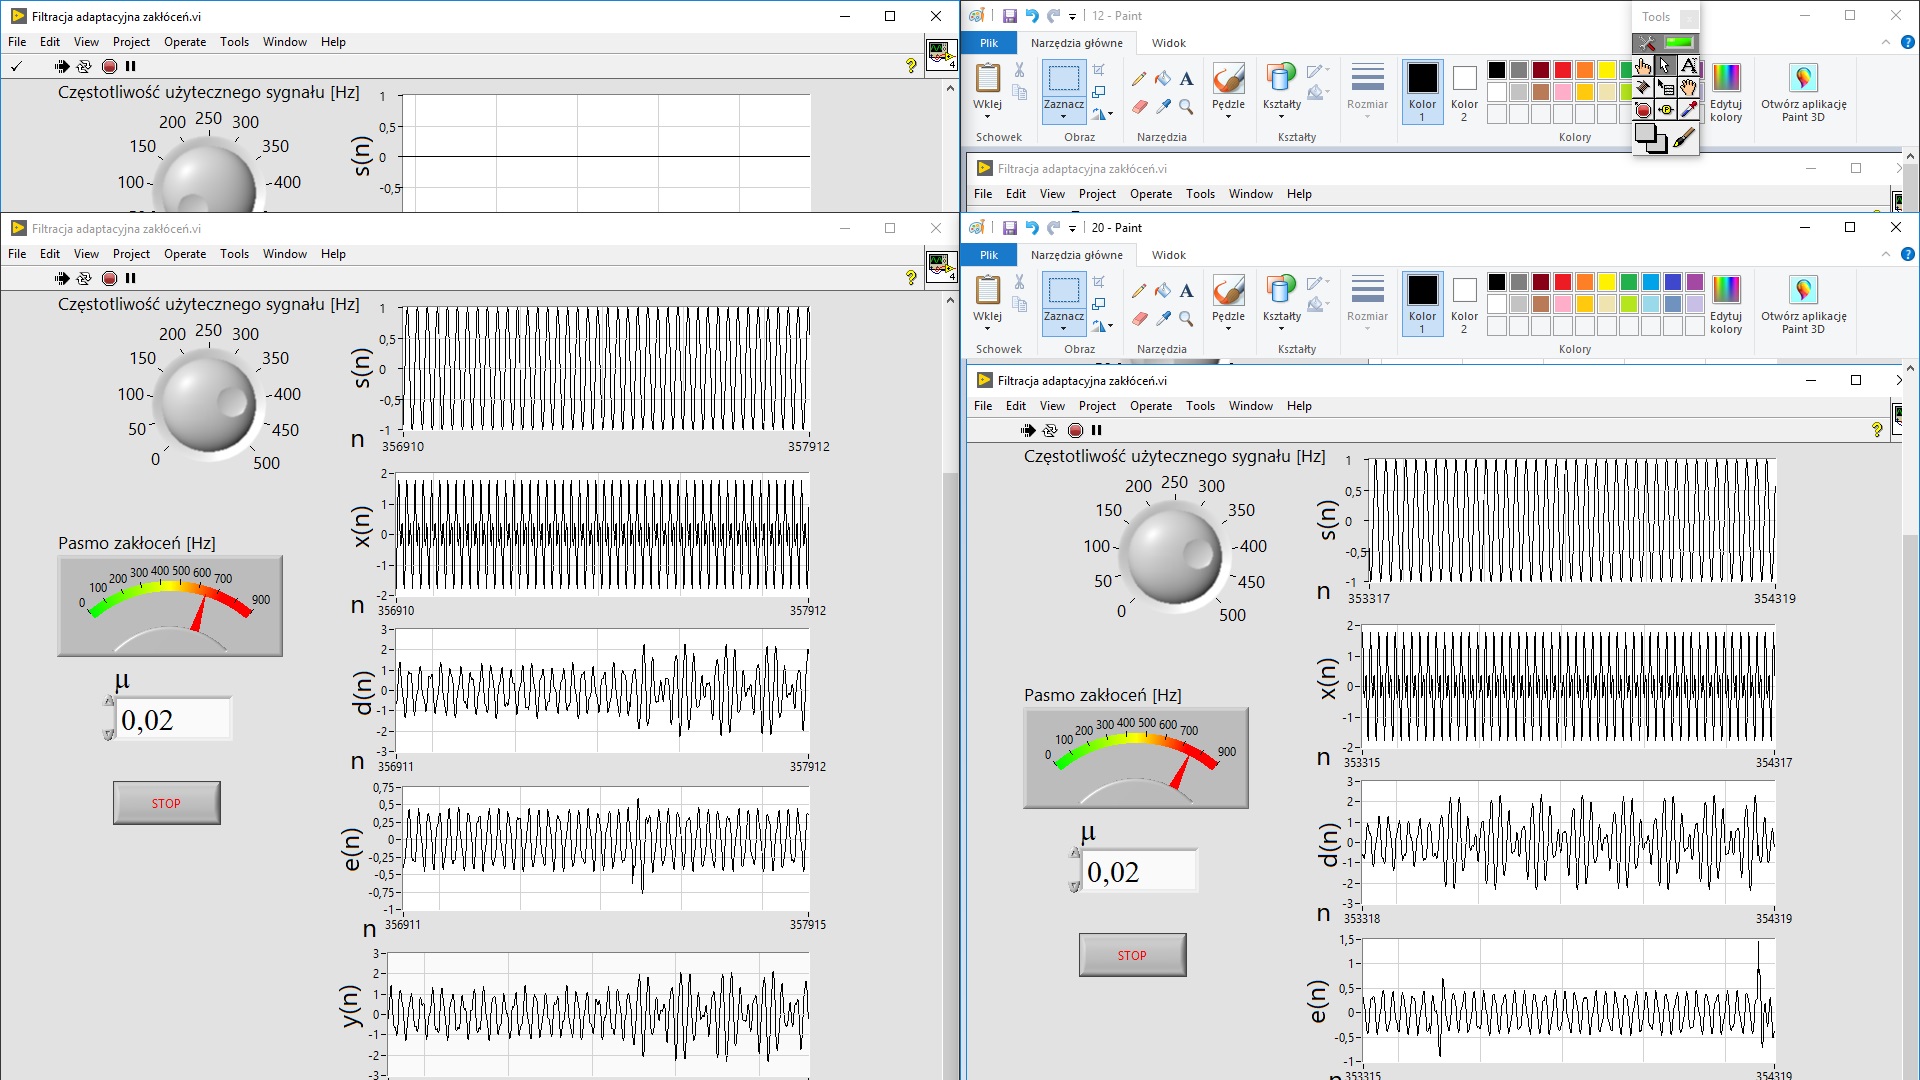 Filtracja adaptacyjna zakłóceń.vi
File Edit View Project Operate Tools Window Help
4
Częstotliwość użytecznego sygnału [Hz]
200 250 300
150 350
100 400
s(n)
1
0,5
0
-0,5
12 - Paint
Plik Narzędzia główne Widok
Wklej Zaznacz Pędzle Kształty Rozmiar Kolor 1 Kolor 2 Edytuj kolory Otwórz aplikację Paint 3D
Schowek Obraz Narzędzia Kształty Kolory
Tools
Filtracja adaptacyjna zakłóceń.vi
File Edit View Project Operate Tools Window Help
Filtracja adaptacyjna zakłóceń.vi
File Edit View Project Operate Tools Window Help
4
Częstotliwość użytecznego sygnału [Hz]
200 250 300
150 350
100 400
50 450
0 500
s(n)
1
0,5
0
-0,5
-1
n
356910 357912
x(n)
2
1
0
-1
-2
n
356910 357912
Pasmo zakłoceń [Hz]
0 100 200 300 400 500 600 700 900
d(n)
3
2
1
0
-1
-2
-3
n
356911 357912
μ
0,02
STOP
e(n)
0,75
0,5
0,25
0
-0,25
-0,5
-0,75
-1
n
356911 357915
y(n)
3
2
1
0
-1
-2
-3
20 - Paint
Plik Narzędzia główne Widok
Wklej Zaznacz Pędzle Kształty Rozmiar Kolor 1 Kolor 2 Edytuj kolory Otwórz aplikację Paint 3D
Schowek Obraz Narzędzia Kształty Kolory
Filtracja adaptacyjna zakłóceń.vi
File Edit View Project Operate Tools Window Help
Częstotliwość użytecznego sygnału [Hz]
200 250 300
150 350
100 400
50 450
0 500
s(n)
1
0,5
0
-0,5
-1
n
353317 354319
x(n)
2
1
0
-1
-2
n
353315 354317
Pasmo zakłoceń [Hz]
0 100 200 300 400 500 600 700 900
d(n)
3
2
1
0
-1
-2
-3
n
353318 354319
μ
0,02
STOP
e(n)
1,5
1
0,5
0
-0,5
-1
n
353315 354319